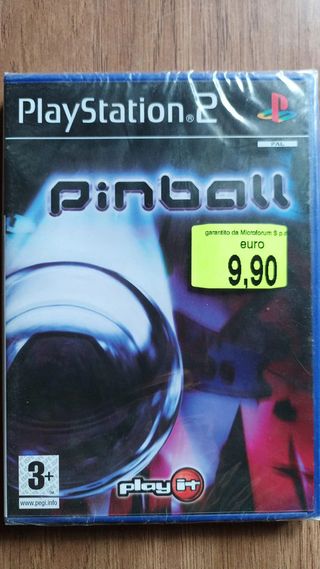 PlayStation®2
PAL
pinball
garantito da Microforum S.p.a
euro
9,90
3+
www.pegi.info
play it